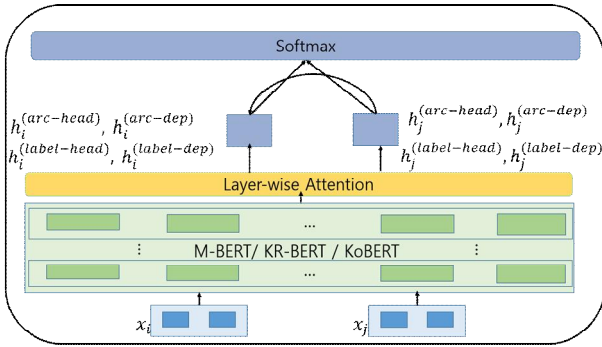 Softmax
h_i^{(arc-head)}, h_i^{(arc-dep)}
h_i^{(label-head)}, h_i^{(label-dep)}
h_j^{(arc-head)}, h_j^{(arc-dep)}
h_j^{(label-head)}, h_j^{(label-dep)}
Layer-wise Attention
...
⋮ M-BERT/ KR-BERT / KoBERT ⋮
...
x_i
x_j